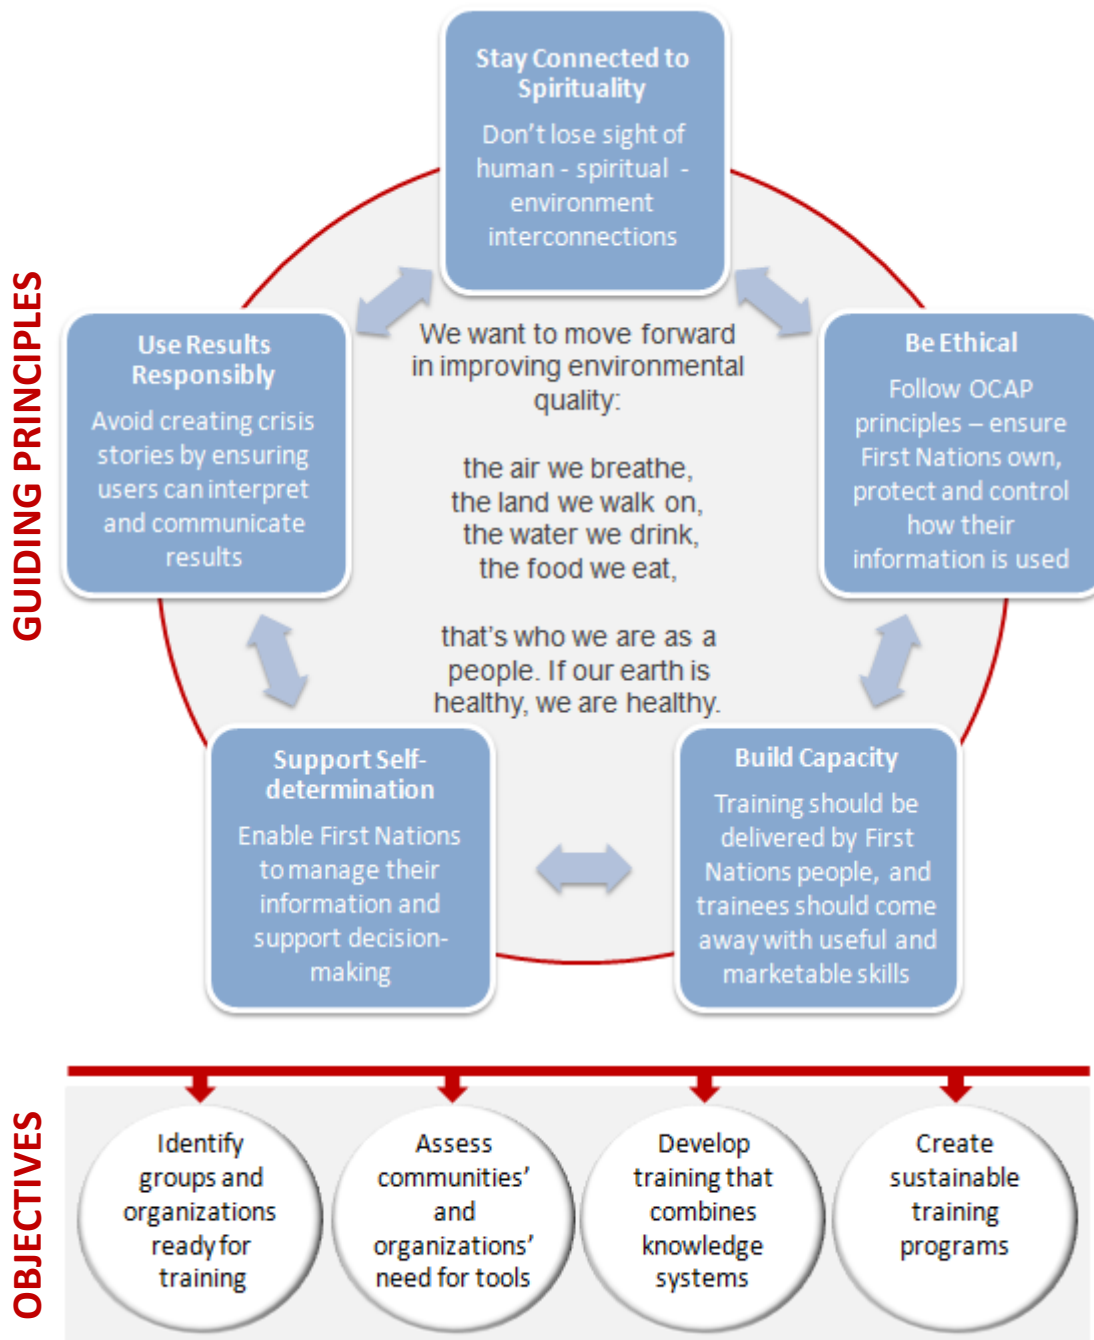 GUIDING PRINCIPLES
Stay Connected to
Spirituality
Don't lose sight of
human - spiritual -
environment
interconnections
Use Results
Responsibly
Avoid creating crisis
stories by ensuring
users can interpret
and communicate
results
We want to move forward
in improving environmental
quality:
the air we breathe,
the land we walk on,
the water we drink,
the food we eat,
that's who we are as a
people. If our earth is
healthy, we are healthy.
Be Ethical
Follow OCAP
principles – ensure
First Nations own,
protect and control
how their
information is used
Support Self-
determination
Enable First Nations
to manage their
information and
support decision-
making
Build Capacity
Training should be
delivered by First
Nations people, and
trainees should come
away with useful and
marketable skills
OBJECTIVES
Identify
groups and
organizations
ready for
training
Assess
communities'
and
organizations'
need for tools
Develop
training that
combines
knowledge
systems
Create
sustainable
training
programs